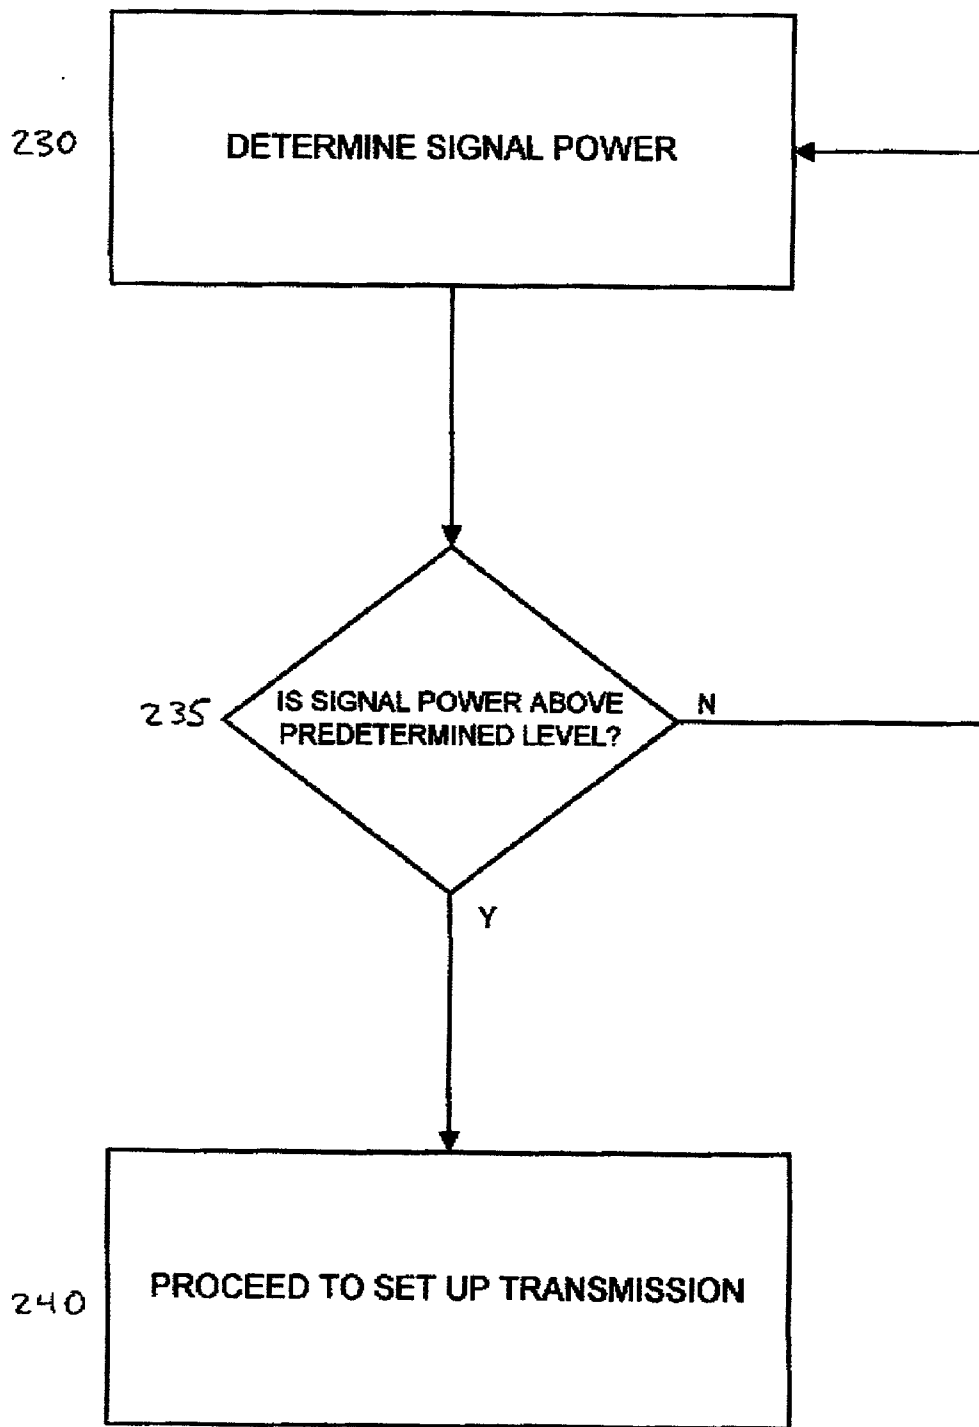 230
DETERMINE SIGNAL POWER
235
IS SIGNAL POWER ABOVE
PREDETERMINED LEVEL?
N
Y
240
PROCEED TO SET UP TRANSMISSION